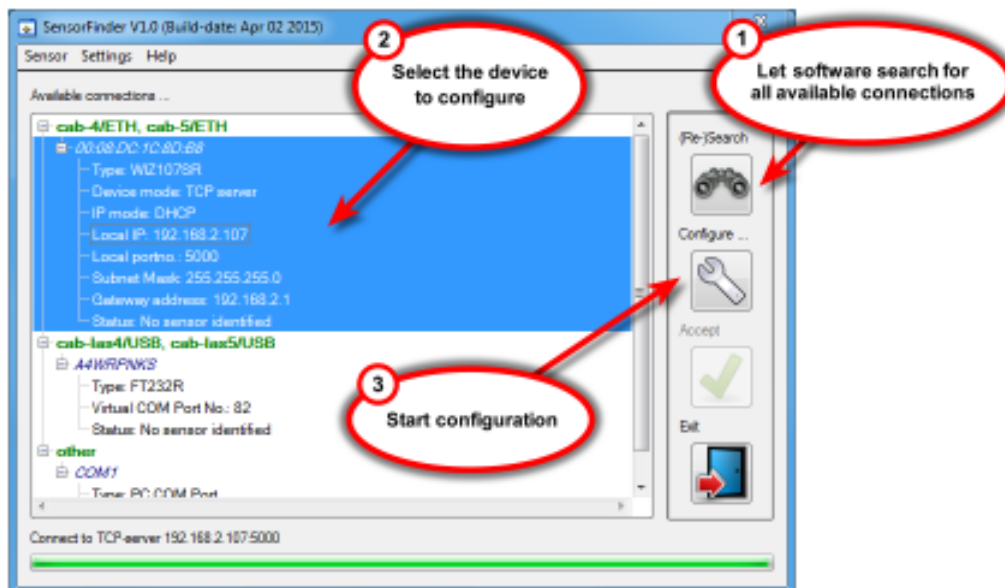 SensorFinder V1.0 (Build-date: Apr 02 2015)
Sensor Settings Help
Available connections ...
cab-4/ETH, cab-5/ETH
00:08:DC:1C:8D:B8
Type: WIZ107SR
Device mode: TCP server
IP mode: DHCP
Local IP: 192.168.2.107
Local portno.: 5000
Subnet Mask: 255.255.255.0
Gateway address: 192.168.2.1
Status: No sensor identified
cab-las4/USB, cab-las5/USB
A4WRPNKS
Type: FT232R
Virtual COM Port No.: 82
Status: No sensor identified
other
COM1
Type: PC COM Port
Connect to TCP-server 192.168.2.107:5000
(Re-)Search
Configure ...
Accept
Exit
1
Let software search for
all available connections
2
Select the device
to configure
3
Start configuration